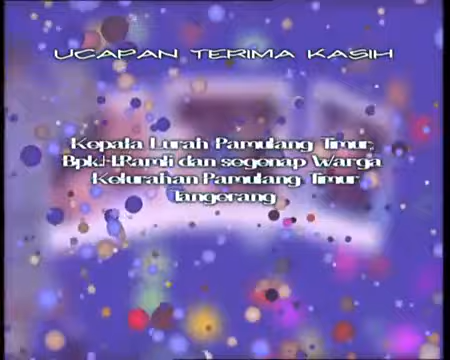 UCAPAN TERIMA KASIH
Kepala Lurah Pamulang Timur,
Bpk.H.Ramli dan segenap Warga
Kelurahan Pamulang Timur
Tangerang